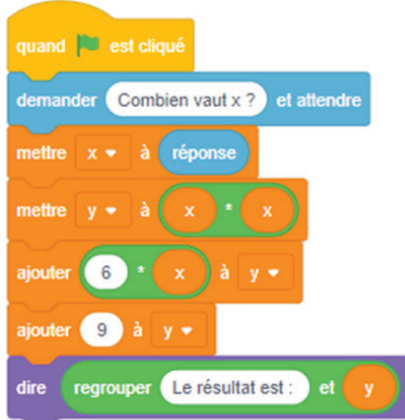 quand est cliqué
demander Combien vaut x ? et attendre
mettre x à réponse
mettre y à x * x
ajouter 6 * x à y
ajouter 9 à y
dire regrouper Le résultat est : et y